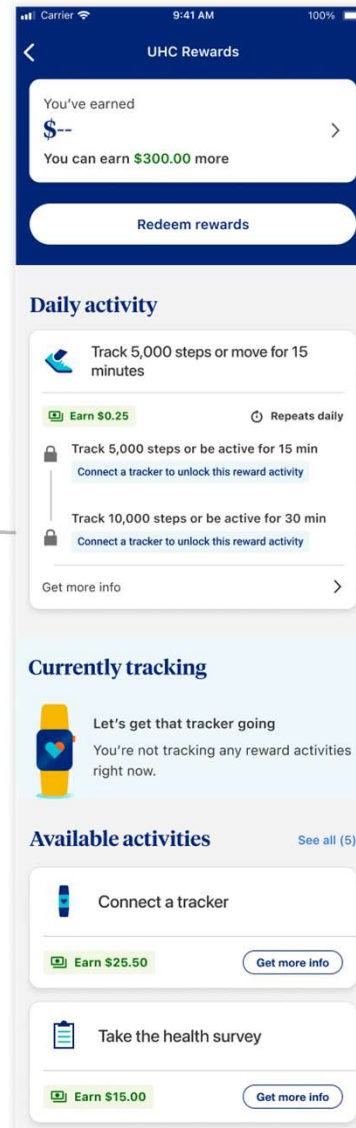 Carrier 9:41 AM 100%
UHC Rewards
You've earned
$--
You can earn $300.00 more
Redeem rewards
Daily activity
Track 5,000 steps or move for 15
minutes
Earn $0.25 Repeats daily
Track 5,000 steps or be active for 15 min
Connect a tracker to unlock this reward activity
Track 10,000 steps or be active for 30 min
Connect a tracker to unlock this reward activity
Get more info
Currently tracking
Let's get that tracker going
You're not tracking any reward activities
right now.
Available activities See all (5)
Connect a tracker
Earn $25.50 Get more info
Take the health survey
Earn $15.00 Get more info